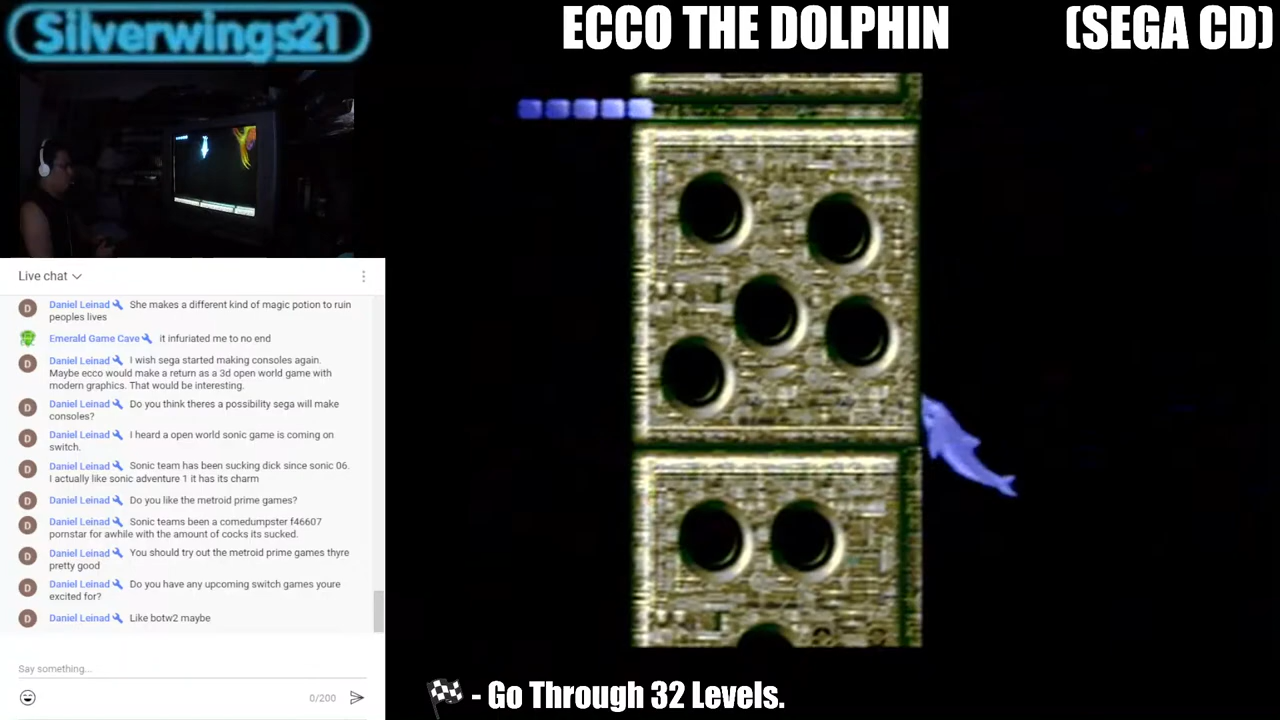 Silverwings21
ECCO THE DOLPHIN (SEGA CD)
Live chat
Daniel Leinad She makes a different kind of magic potion to ruin
peoples lives
Emerald Game Cave it infuriated me to no end
Daniel Leinad I wish sega started making consoles again.
Maybe ecco would make a return as a 3d open world game with
modern graphics. That would be interesting.
Daniel Leinad Do you think theres a possibility sega will make
consoles?
Daniel Leinad I heard a open world sonic game is coming on
switch.
Daniel Leinad Sonic team has been sucking dick since sonic 06.
I actually like sonic adventure 1 it has its charm
Daniel Leinad Do you like the metroid prime games?
Daniel Leinad Sonic teams been a comedumpster f46607
pornstar for awhile with the amount of cocks its sucked.
Daniel Leinad You should try out the metroid prime games thyre
pretty good
Daniel Leinad Do you have any upcoming switch games youre
excited for?
Daniel Leinad Like botw2 maybe
Say something...
0/200
- Go Through 32 Levels.